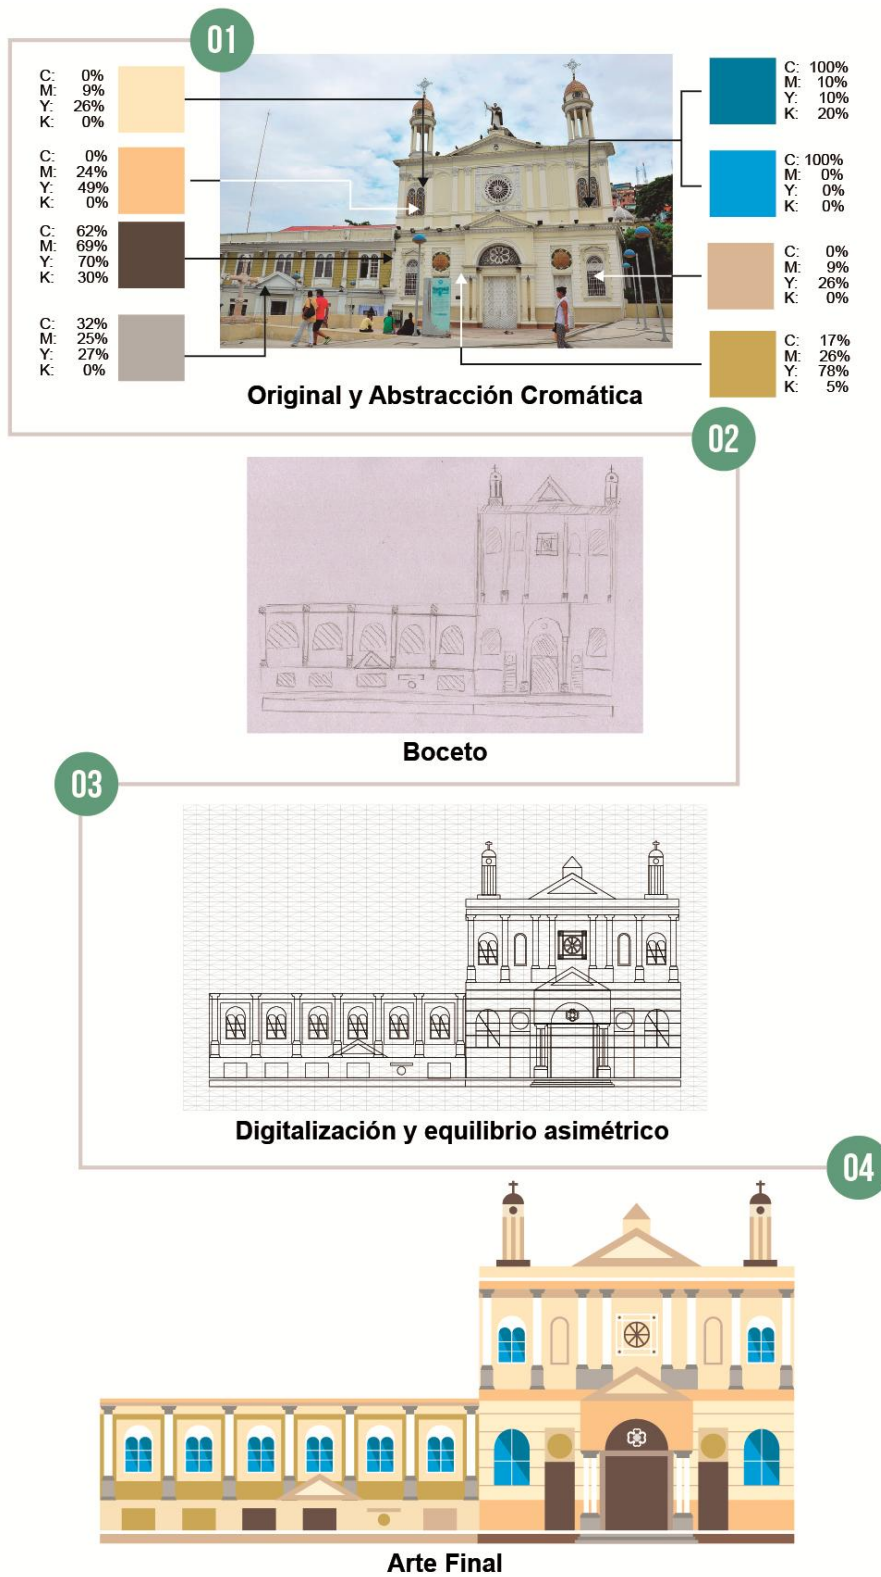 01
C: 0%
M: 9%
Y: 26%
K: 0%
C: 0%
M: 24%
Y: 49%
K: 0%
C: 62%
M: 69%
Y: 70%
K: 30%
C: 32%
M: 25%
Y: 27%
K: 0%
C: 100%
M: 10%
Y: 10%
K: 20%
C: 100%
M: 0%
Y: 0%
K: 0%
C: 0%
M: 9%
Y: 26%
K: 0%
C: 17%
M: 26%
Y: 78%
K: 5%
Original y Abstracción Cromática
02
Boceto
03
Digitalización y equilibrio asimétrico
04
Arte Final